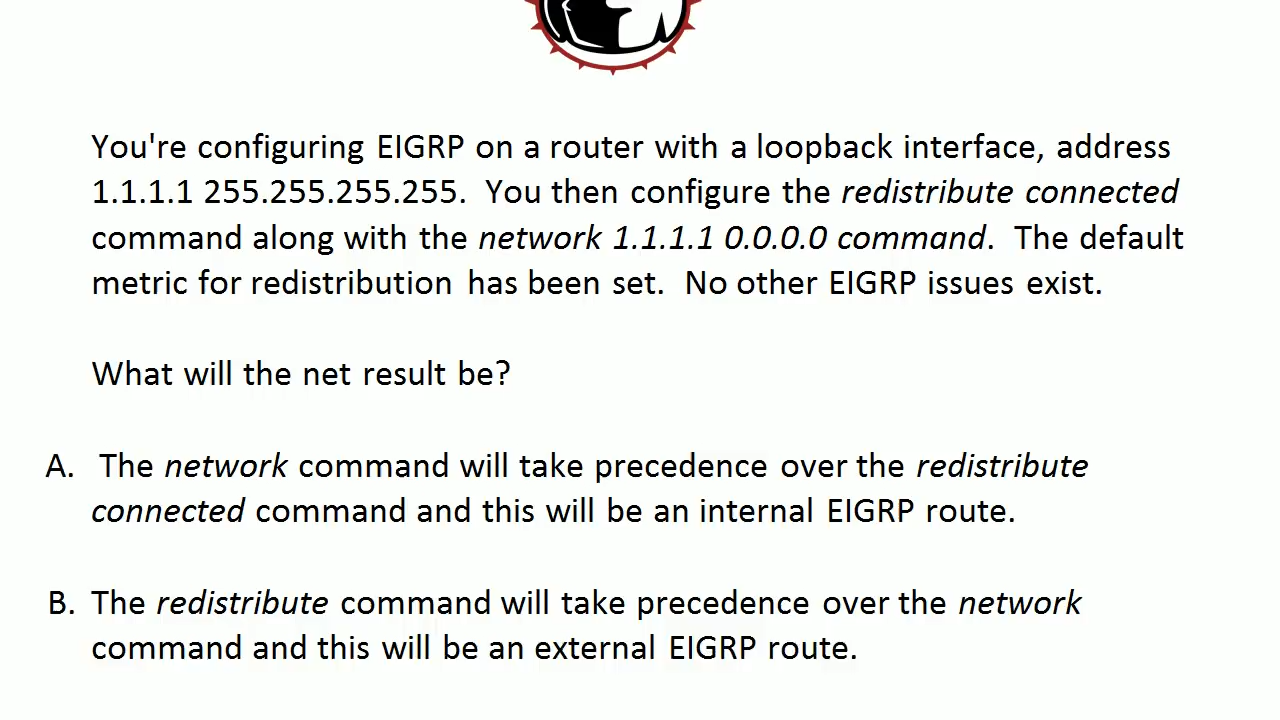 You're configuring EIGRP on a router with a loopback interface, address
1.1.1.1 255.255.255.255.  You then configure the redistribute connected
command along with the network 1.1.1.1 0.0.0.0 command.  The default
metric for redistribution has been set.  No other EIGRP issues exist.
What will the net result be?
A.  The network command will take precedence over the redistribute
connected command and this will be an internal EIGRP route.
B.  The redistribute command will take precedence over the network
command and this will be an external EIGRP route.